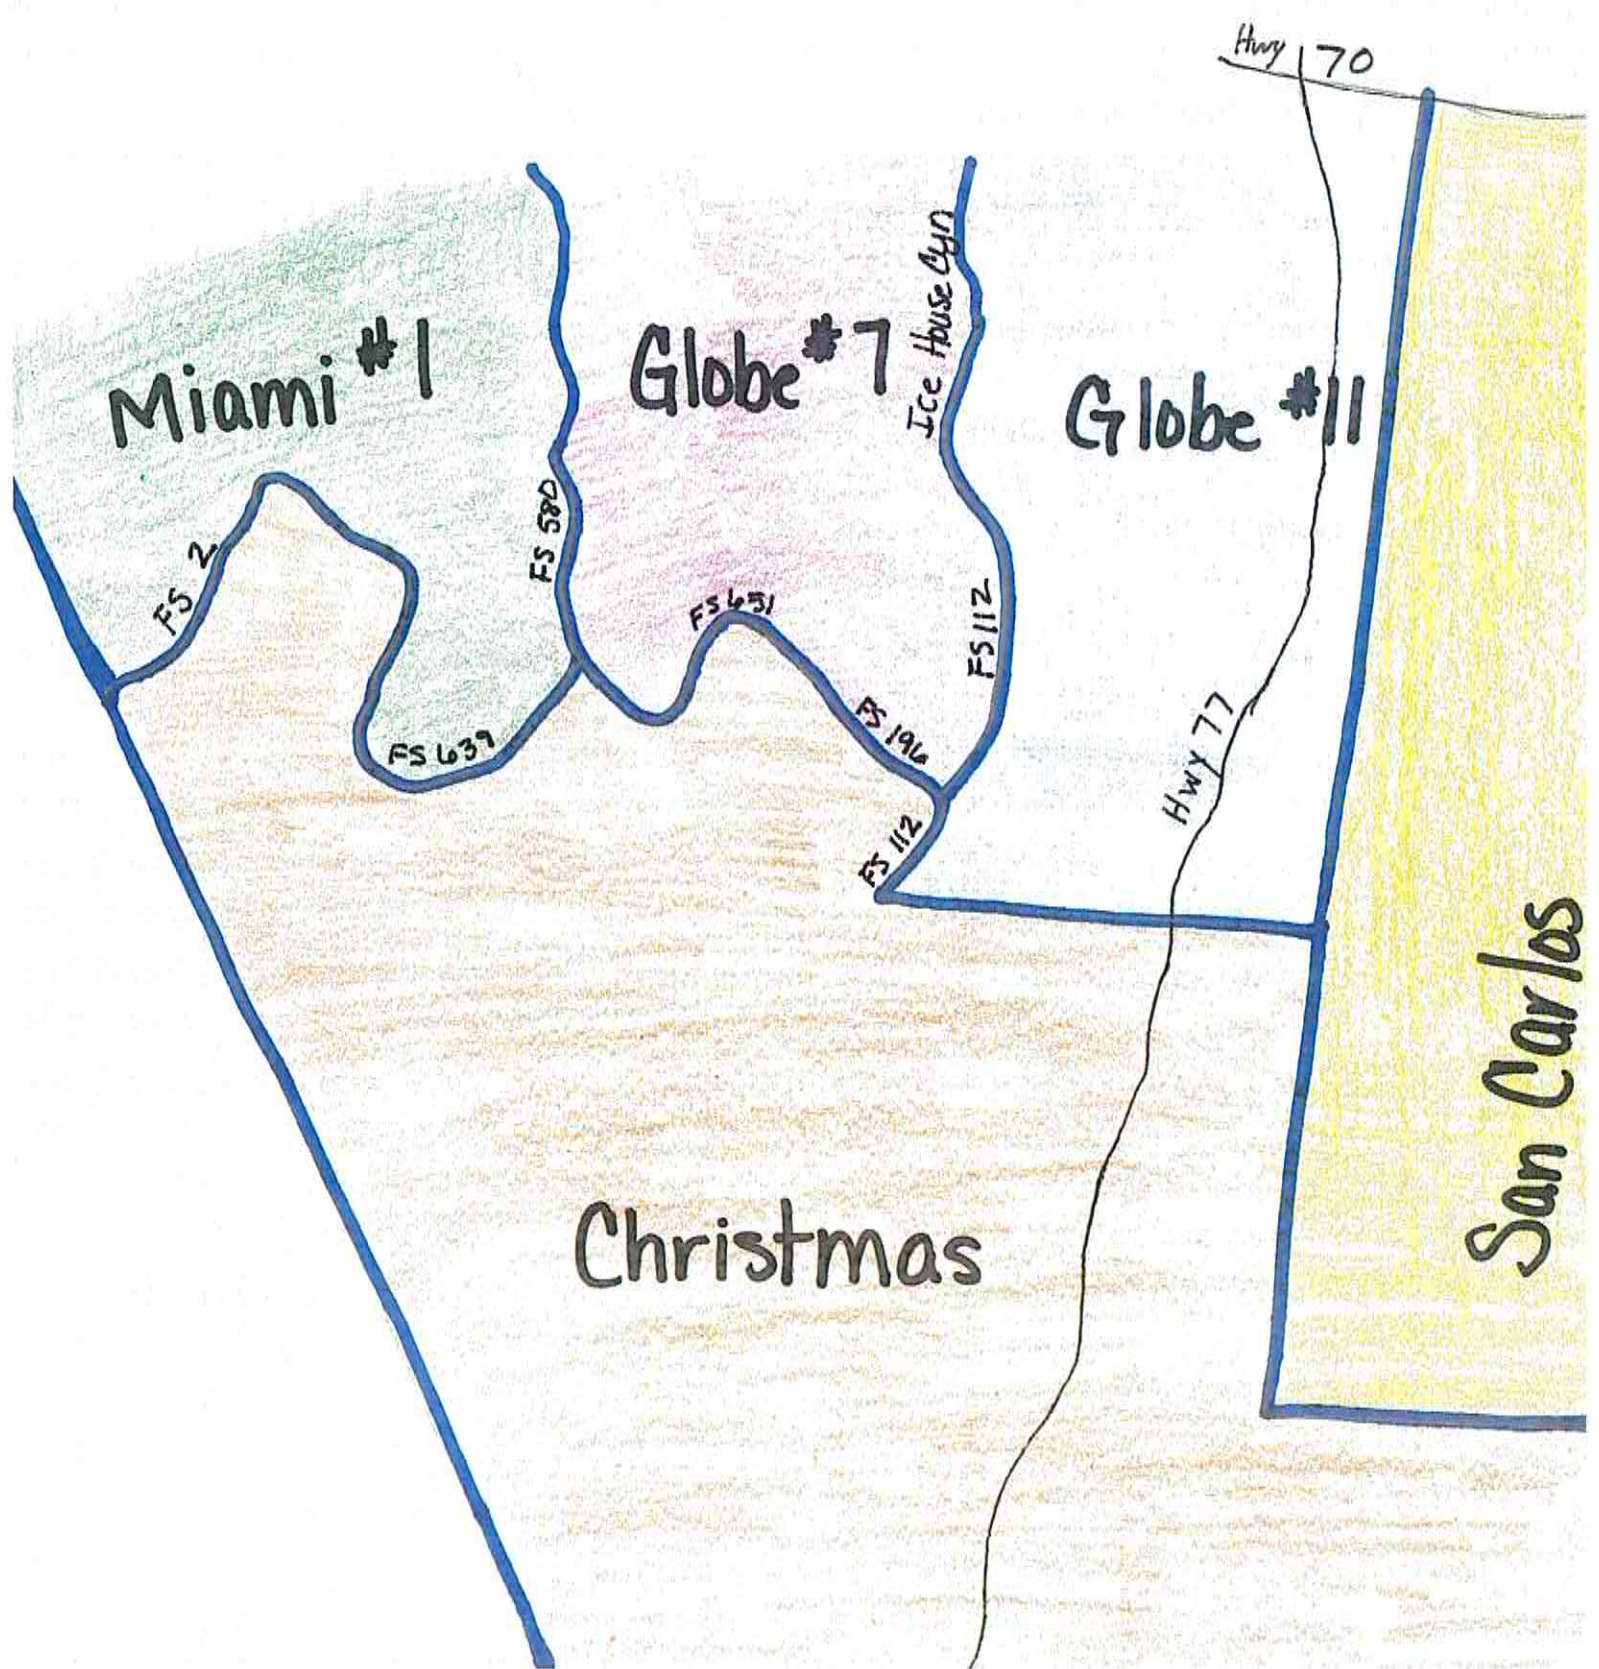 Hwy 70
Miami #1
Globe #7
Ice House Cyn
Globe #11
FS 2
FS 580
FS 651
FS 112
FS 639
FS 196
Hwy 77
FS 112
San Carlos
Christmas